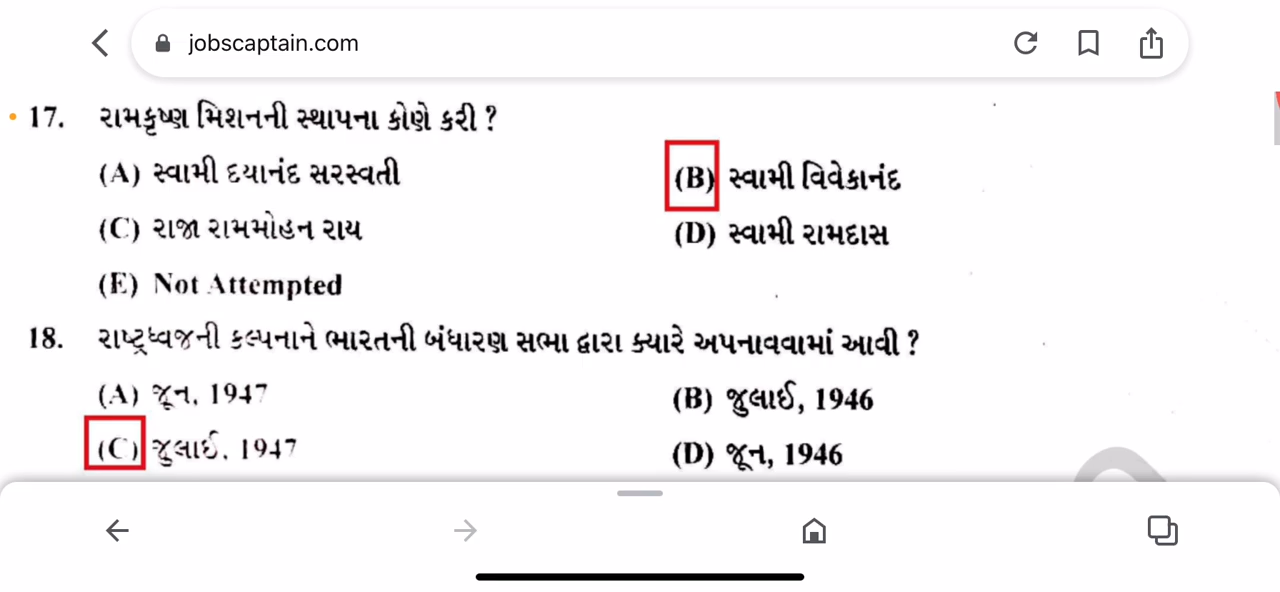 jobscaptain.com
17. રામકૃષ્ણ મિશનની સ્થાપના કોણે કરી ?
(A) સ્વામી દયાનંદ સરસ્વતી (B) સ્વામી વિવેકાનંદ
(C) રાજા રામમોહન રાય (D) સ્વામી રામદાસ
(E) Not Attempted
18. રાષ્ટ્રધ્વજની કલ્પનાને ભારતની બંધારણ સભા દ્વારા ક્યારે અપનાવવામાં આવી ?
(A) જૂન, 1947 (B) જુલાઈ, 1946
(C) જુલાઈ, 1947 (D) જૂન, 1946